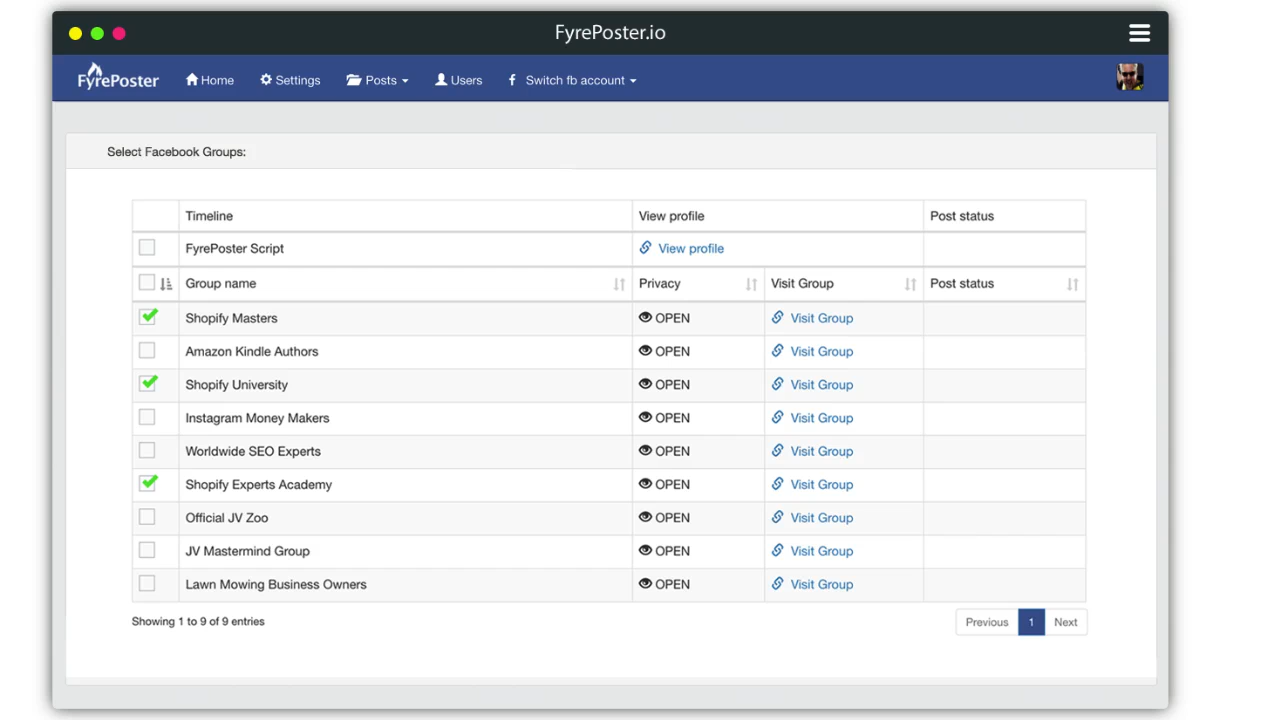 FyrePoster.io
FyrePoster Home Settings Posts Users Switch fb account
Select Facebook Groups:
Timeline View profile Post status
FyrePoster Script View profile
Group name Privacy Visit Group Post status
Shopify Masters OPEN Visit Group
Amazon Kindle Authors OPEN Visit Group
Shopify University OPEN Visit Group
Instagram Money Makers OPEN Visit Group
Worldwide SEO Experts OPEN Visit Group
Shopify Experts Academy OPEN Visit Group
Official JV Zoo OPEN Visit Group
JV Mastermind Group OPEN Visit Group
Lawn Mowing Business Owners OPEN Visit Group
Showing 1 to 9 of 9 entries Previous 1 Next